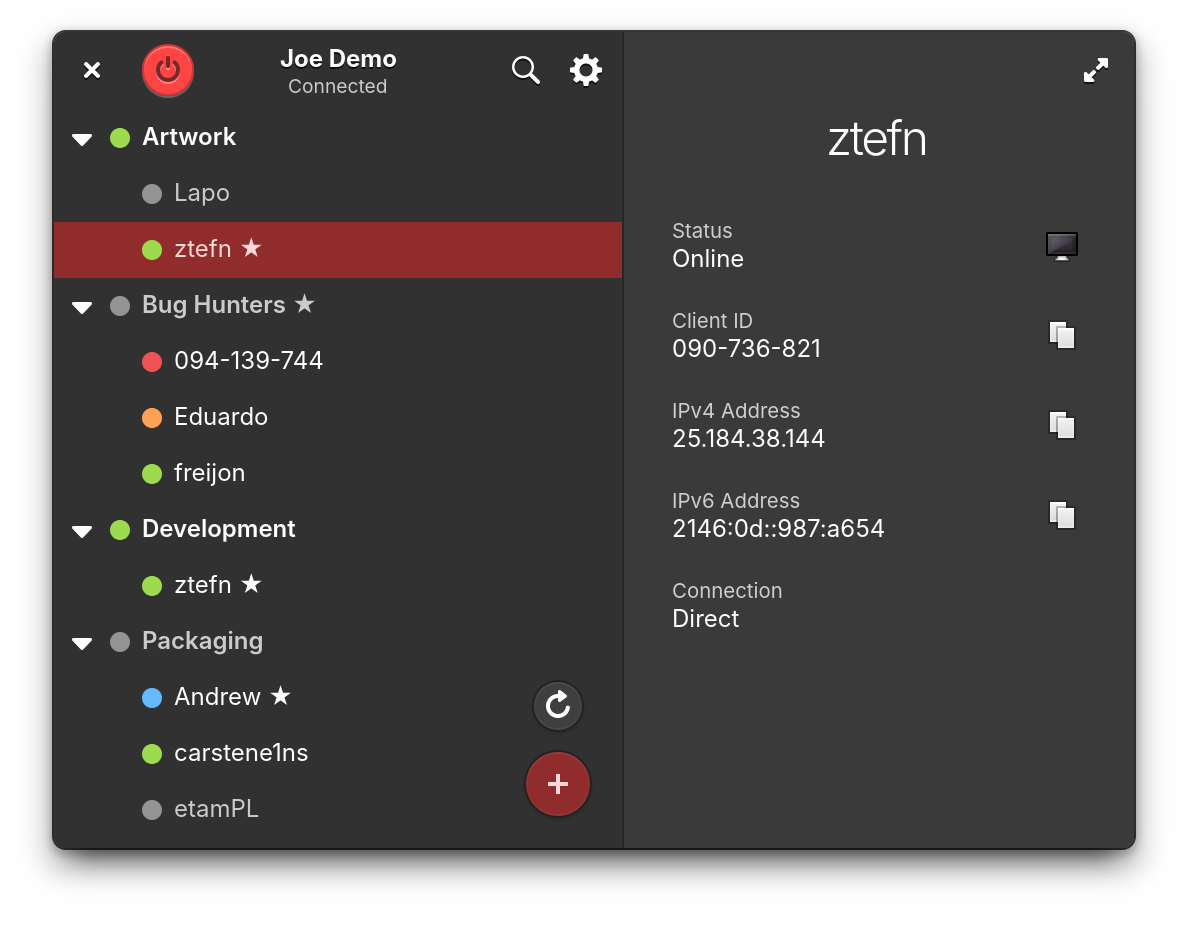 Joe Demo
Connected
Artwork
Lapo
ztefn ★
Bug Hunters ★
094-139-744
Eduardo
freijon
Development
ztefn ★
Packaging
Andrew ★
carstene1ns
etamPL
ztefn
Status
Online
Client ID
090-736-821
IPv4 Address
25.184.38.144
IPv6 Address
2146:0d::987:a654
Connection
Direct